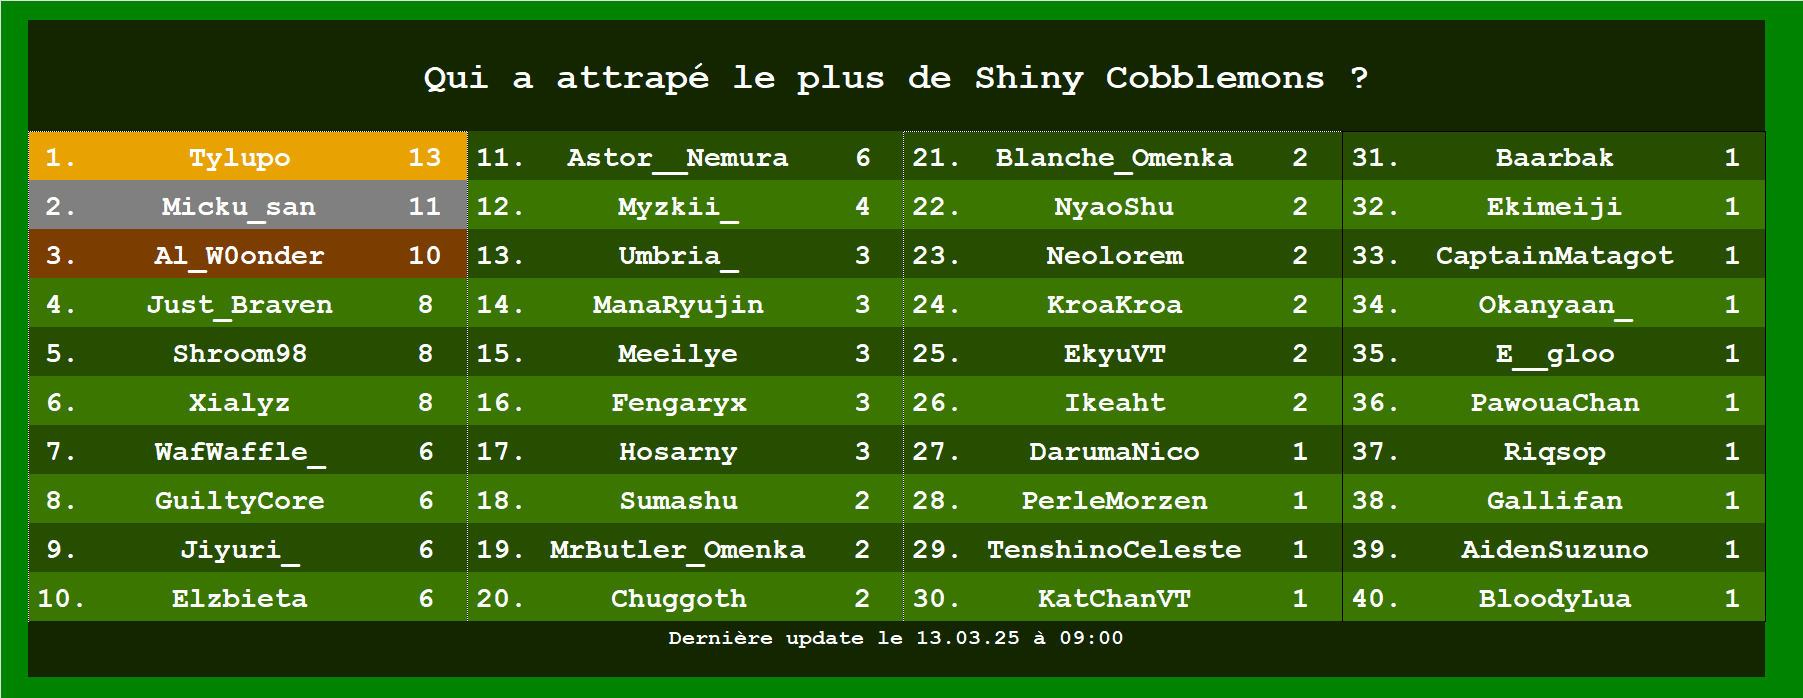 Qui a attrapé le plus de Shiny Cobblemons ?
1. Tylupo 13
2. Micku_san 11
3. Al_W0onder 10
4. Just_Braven 8
5. Shroom98 8
6. Xialyz 8
7. WafWaffle_ 6
8. GuiltyCore 6
9. Jiyuri_ 6
10. Elzbieta 6
11. Astor__Nemura 6
12. Myzkii_ 4
13. Umbria_ 3
14. ManaRyujin 3
15. Meeilye 3
16. Fengaryx 3
17. Hosarny 3
18. Sumashu 2
19. MrButler_Omenka 2
20. Chuggoth 2
21. Blanche_Omenka 2
22. NyaoShu 2
23. Neolorem 2
24. KroaKroa 2
25. EkyuVT 2
26. Ikeaht 2
27. DarumaNico 1
28. PerleMorzen 1
29. TenshinoCeleste 1
30. KatChanVT 1
31. Baarbak 1
32. Ekimeiji 1
33. CaptainMatagot 1
34. Okanyaan_ 1
35. E__gloo 1
36. PawouaChan 1
37. Riqsop 1
38. Gallifan 1
39. AidenSuzuno 1
40. BloodyLua 1
Dernière update le 13.03.25 à 09:00